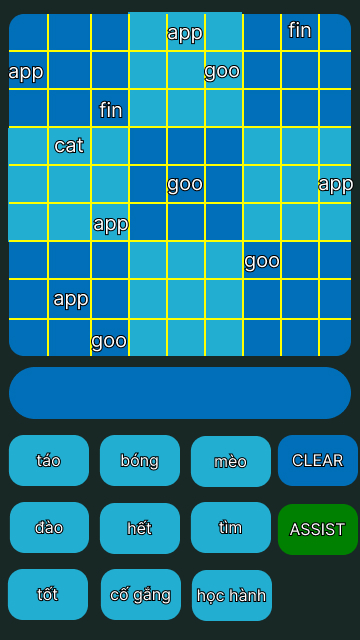 app fin
app goo
fin
cat
goo app
app
goo
app
goo
táo bóng mèo CLEAR
đào hết tìm ASSIST
tốt cố gắng học hành